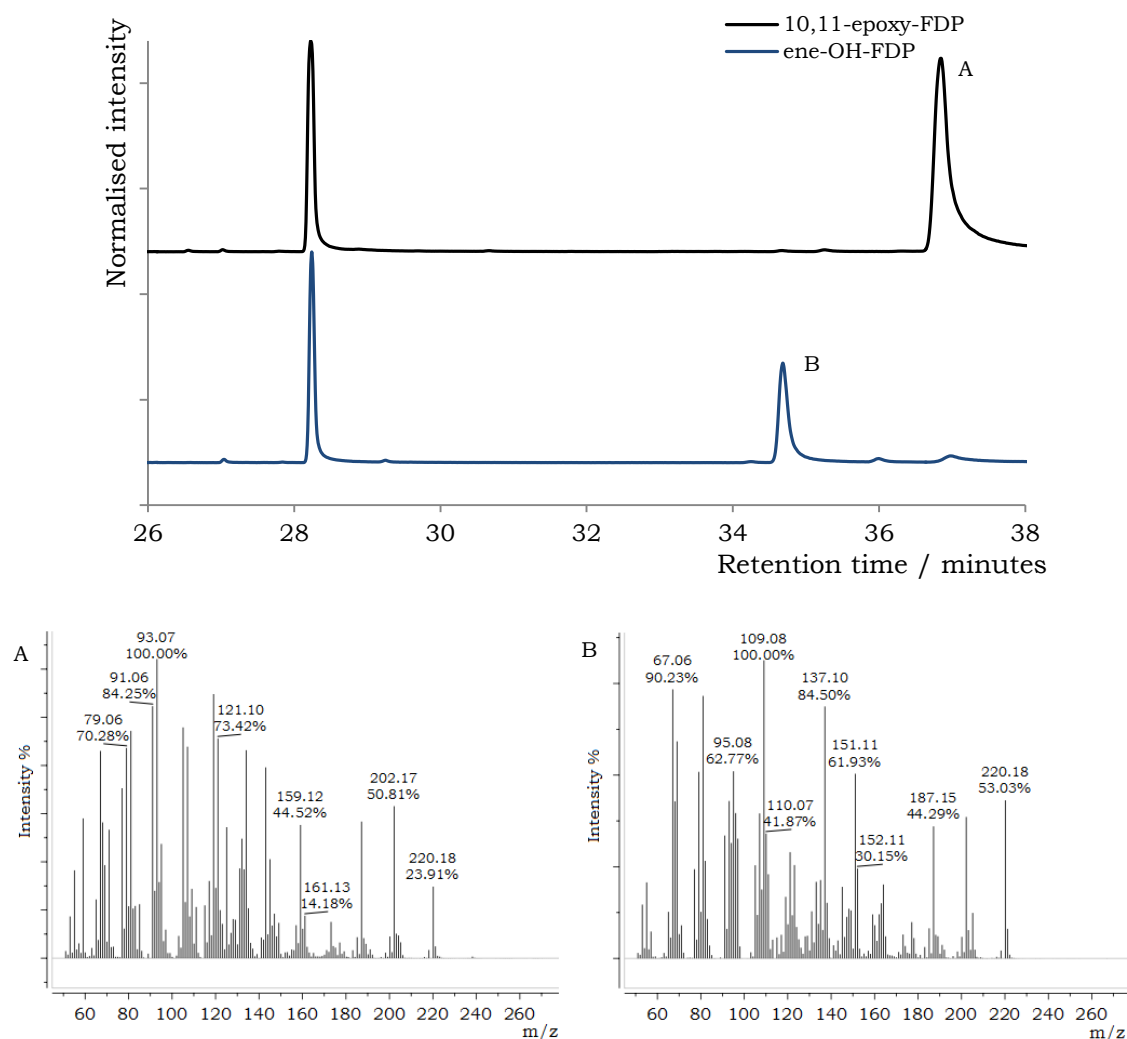 10,11-epoxy-FDP
ene-OH-FDP
Normalised intensity
A
B
26 28 30 32 34 36 38
Retention time / minutes
A
Intensity %
93.07
100.00%
91.06
84.25%
79.06
70.28%
121.10
73.42%
159.12
44.52%
202.17
50.81%
161.13
14.18%
220.18
23.91%
60 80 100 120 140 160 180 200 220 240 260
m/z
B
Intensity %
109.08
100.00%
67.06
90.23%
137.10
84.50%
95.08
62.77%
151.11
61.93%
110.07
41.87%
152.11
30.15%
187.15
44.29%
220.18
53.03%
60 80 100 120 140 160 180 200 220 240 260
m/z